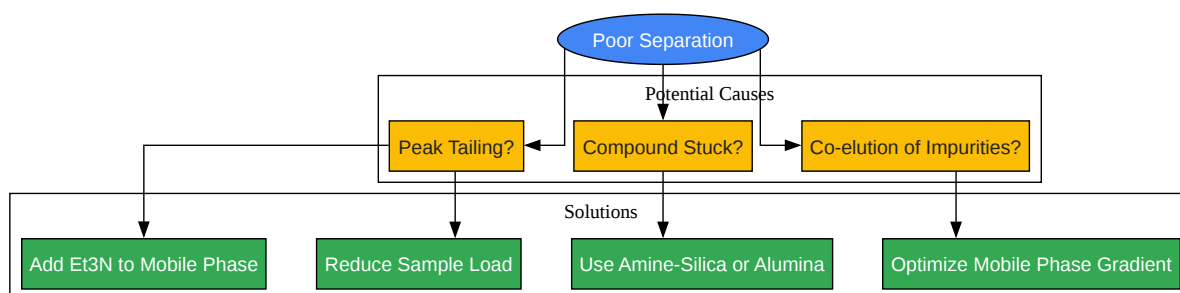 Poor Separation
Potential Causes
Peak Tailing?
Compound Stuck?
Co-elution of Impurities?
Solutions
Add Et3N to Mobile Phase
Reduce Sample Load
Use Amine-Silica or Alumina
Optimize Mobile Phase Gradient